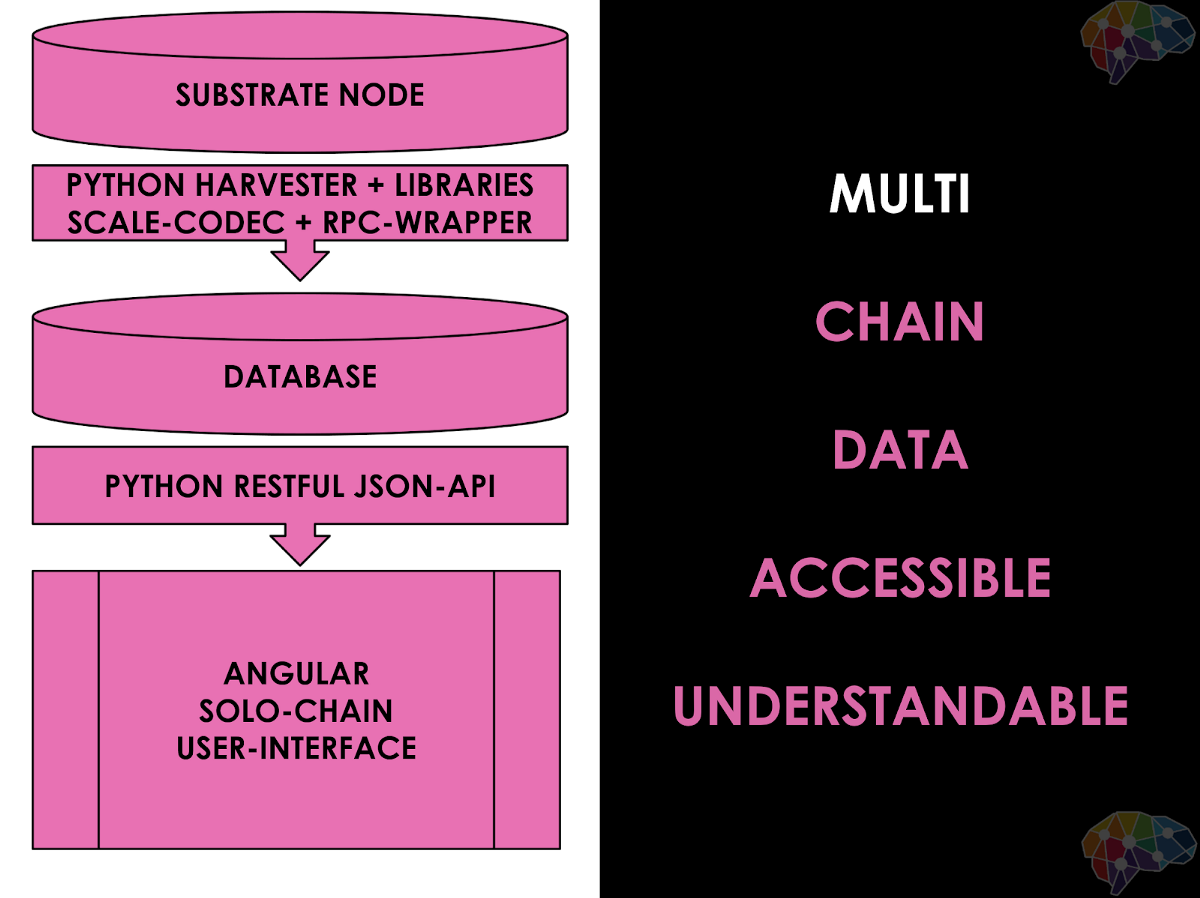 SUBSTRATE NODE
PYTHON HARVESTER + LIBRARIES
SCALE-CODEC + RPC-WRAPPER
DATABASE
PYTHON RESTFUL JSON-API
ANGULAR
SOLO-CHAIN
USER-INTERFACE
MULTI
CHAIN
DATA
ACCESSIBLE
UNDERSTANDABLE